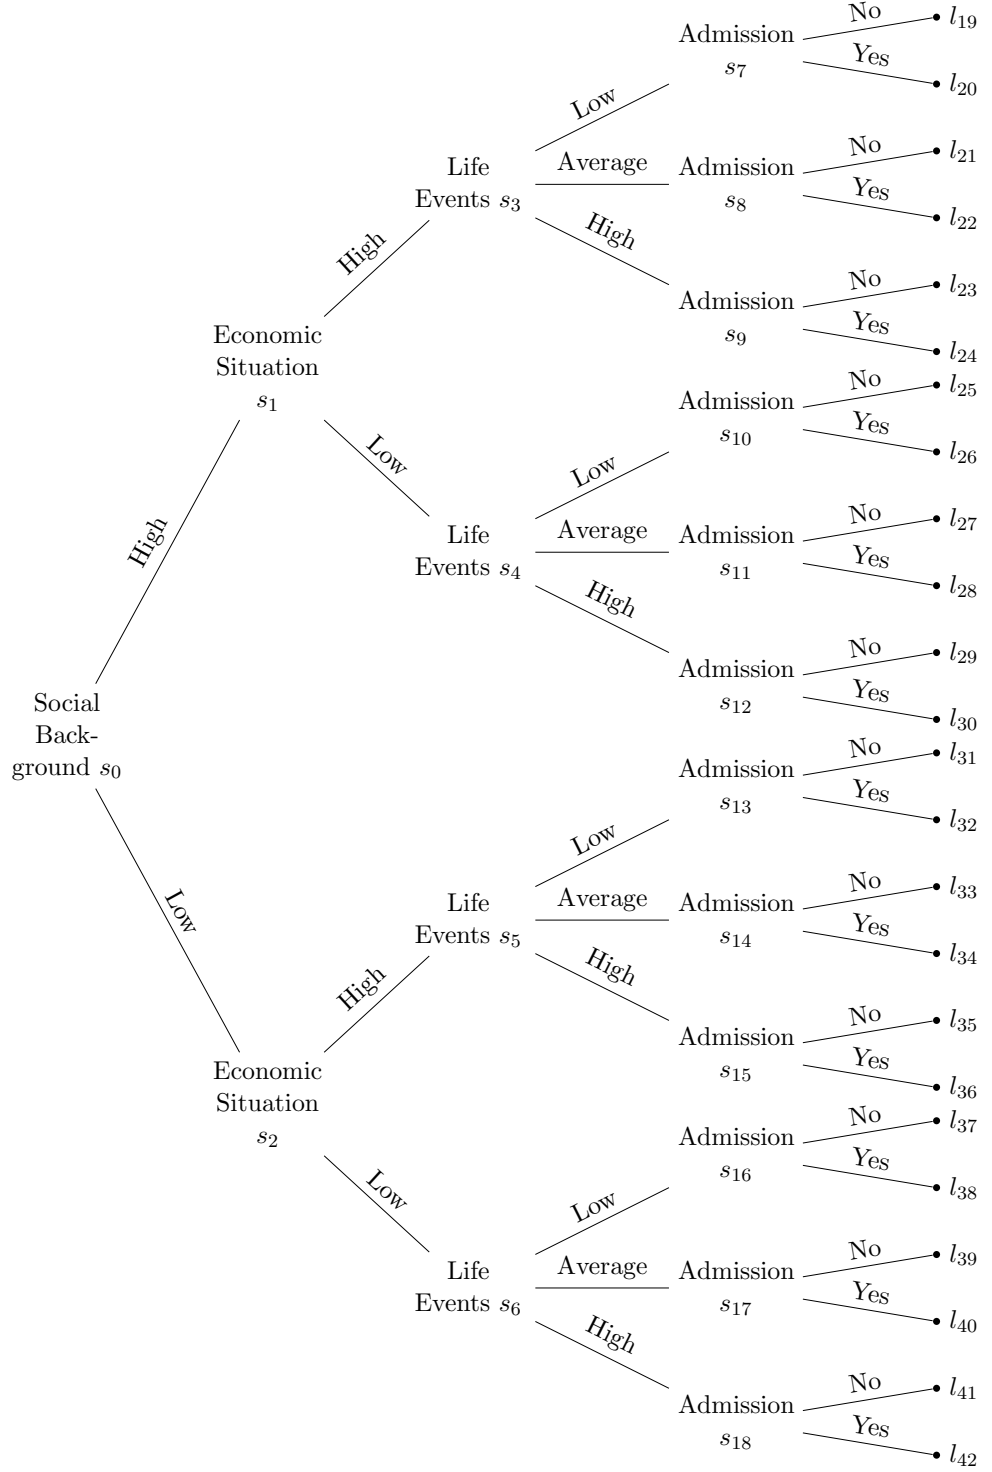 No
l19
Admission
s7
Yes
l20
Low
No
l21
Life
Events s3
Average
Admission
s8
Yes
l22
High
High
No
l23
Admission
s9
Yes
l24
Economic
Situation
s1
No
l25
Admission
s10
Yes
l26
Low
Low
No
l27
Life
Events s4
Average
Admission
s11
Yes
l28
High
High
No
l29
Admission
s12
Yes
l30
Social
Back-
ground s0
No
l31
Admission
s13
Yes
l32
Low
Low
No
l33
Life
Events s5
Average
Admission
s14
Yes
l34
High
High
No
l35
Admission
s15
Yes
l36
Economic
Situation
s2
No
l37
Admission
s16
Yes
l38
Low
Low
No
l39
Life
Events s6
Average
Admission
s17
Yes
l40
High
No
l41
Admission
s18
Yes
l42